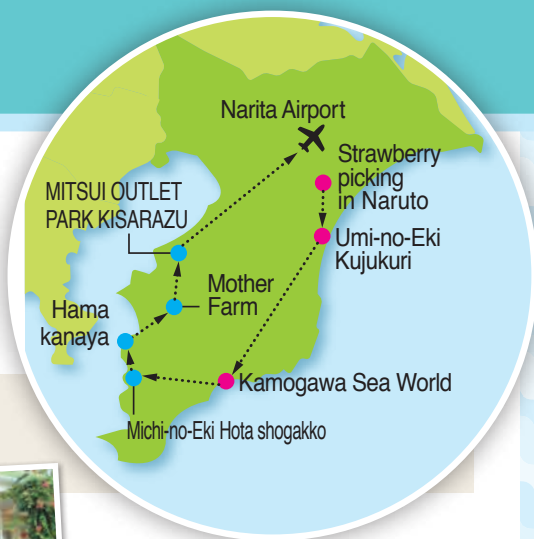 Narita Airport
Strawberry
picking
in Naruto
MITSUI OUTLET
PARK KISARAZU
Umi-no-Eki
Kujukuri
Mother
Farm
Hama
kanaya
Kamogawa Sea World
Michi-no-Eki Hota shogakko